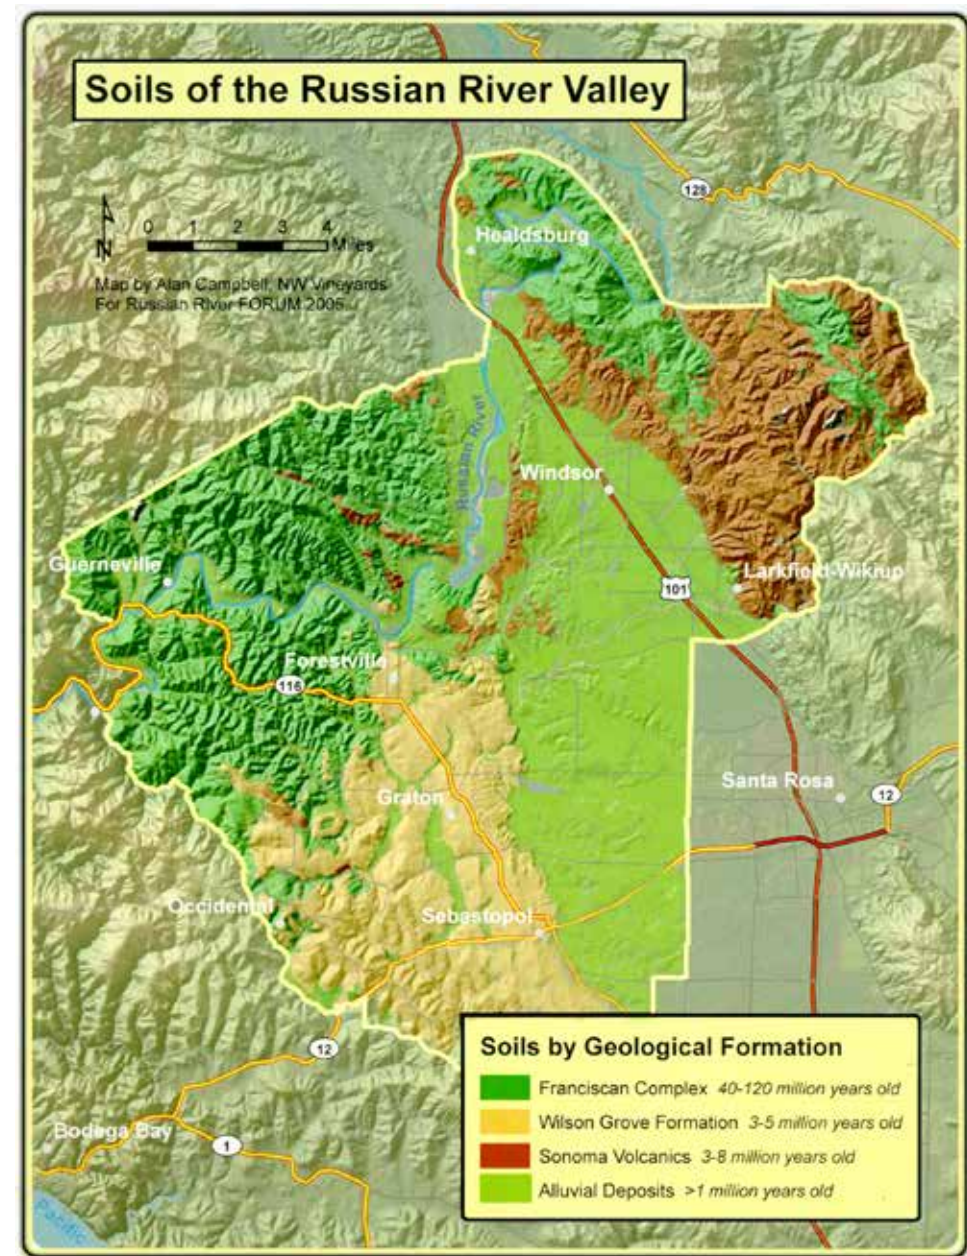 Soils of the Russian River Valley
128
N
0 1 2 3 4
Miles
Healdsburg
Map by Alan Campbell, NW Vineyards
For Russian River FORUM 2005
Russian River
Windsor
Guerneville
Larkfield-Wikiup
101
Forestville
116
Santa Rosa
12
Graton
Occidental
Sebastopol
12
Bodega Bay
1
Pacific
Soils by Geological Formation
Franciscan Complex 40-120 million years old
Wilson Grove Formation 3-5 million years old
Sonoma Volcanics 3-8 million years old
Alluvial Deposits >1 million years old